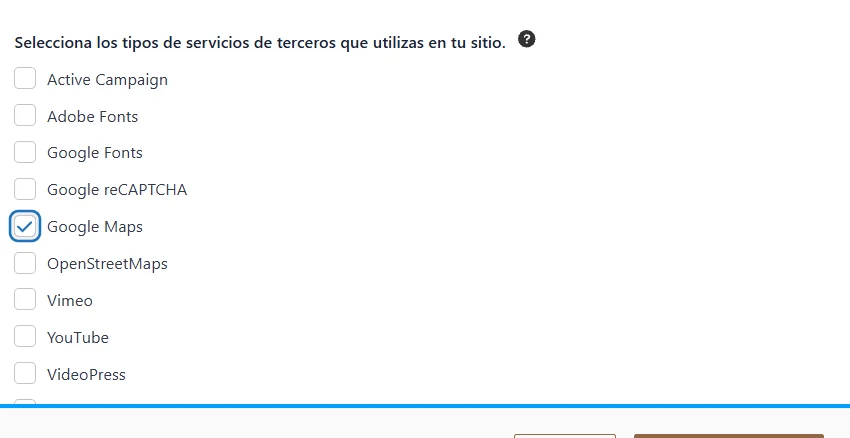 Selecciona los tipos de servicios de terceros que utilizas en tu sitio. ?
Active Campaign
Adobe Fonts
Google Fonts
Google reCAPTCHA
Google Maps
OpenStreetMaps
Vimeo
YouTube
VideoPress